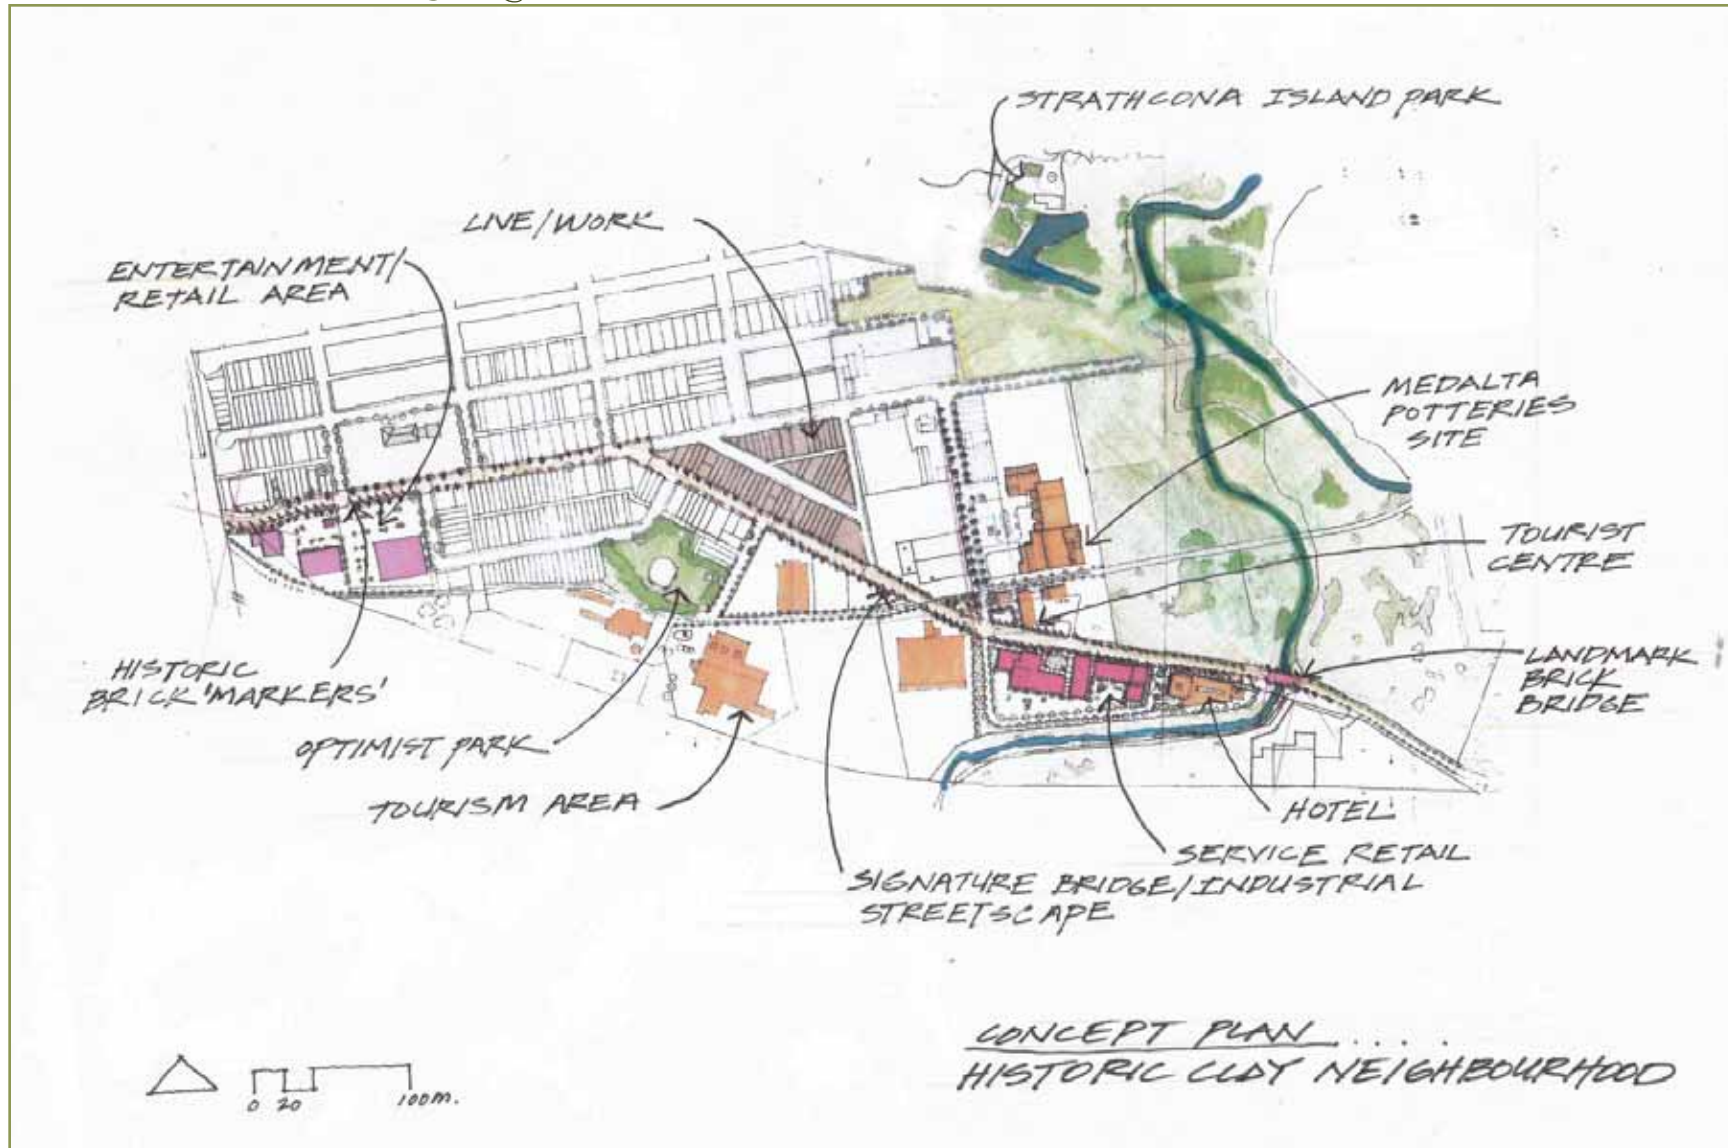 STRATHCONA ISLAND PARK
LIVE/WORK
ENTERTAINMENT/
RETAIL AREA
MEDALTA
POTTERIES
SITE
TOURIST
CENTRE
HISTORIC
BRICK 'MARKERS'
LANDMARK
BRICK
BRIDGE
OPTIMIST PARK
TOURISM AREA
HOTEL
SERVICE RETAIL
SIGNATURE BRIDGE/INDUSTRIAL
STREETSCAPE
CONCEPT PLAN . . . .
HISTORIC CLAY NEIGHBOURHOOD
0 20 100m.